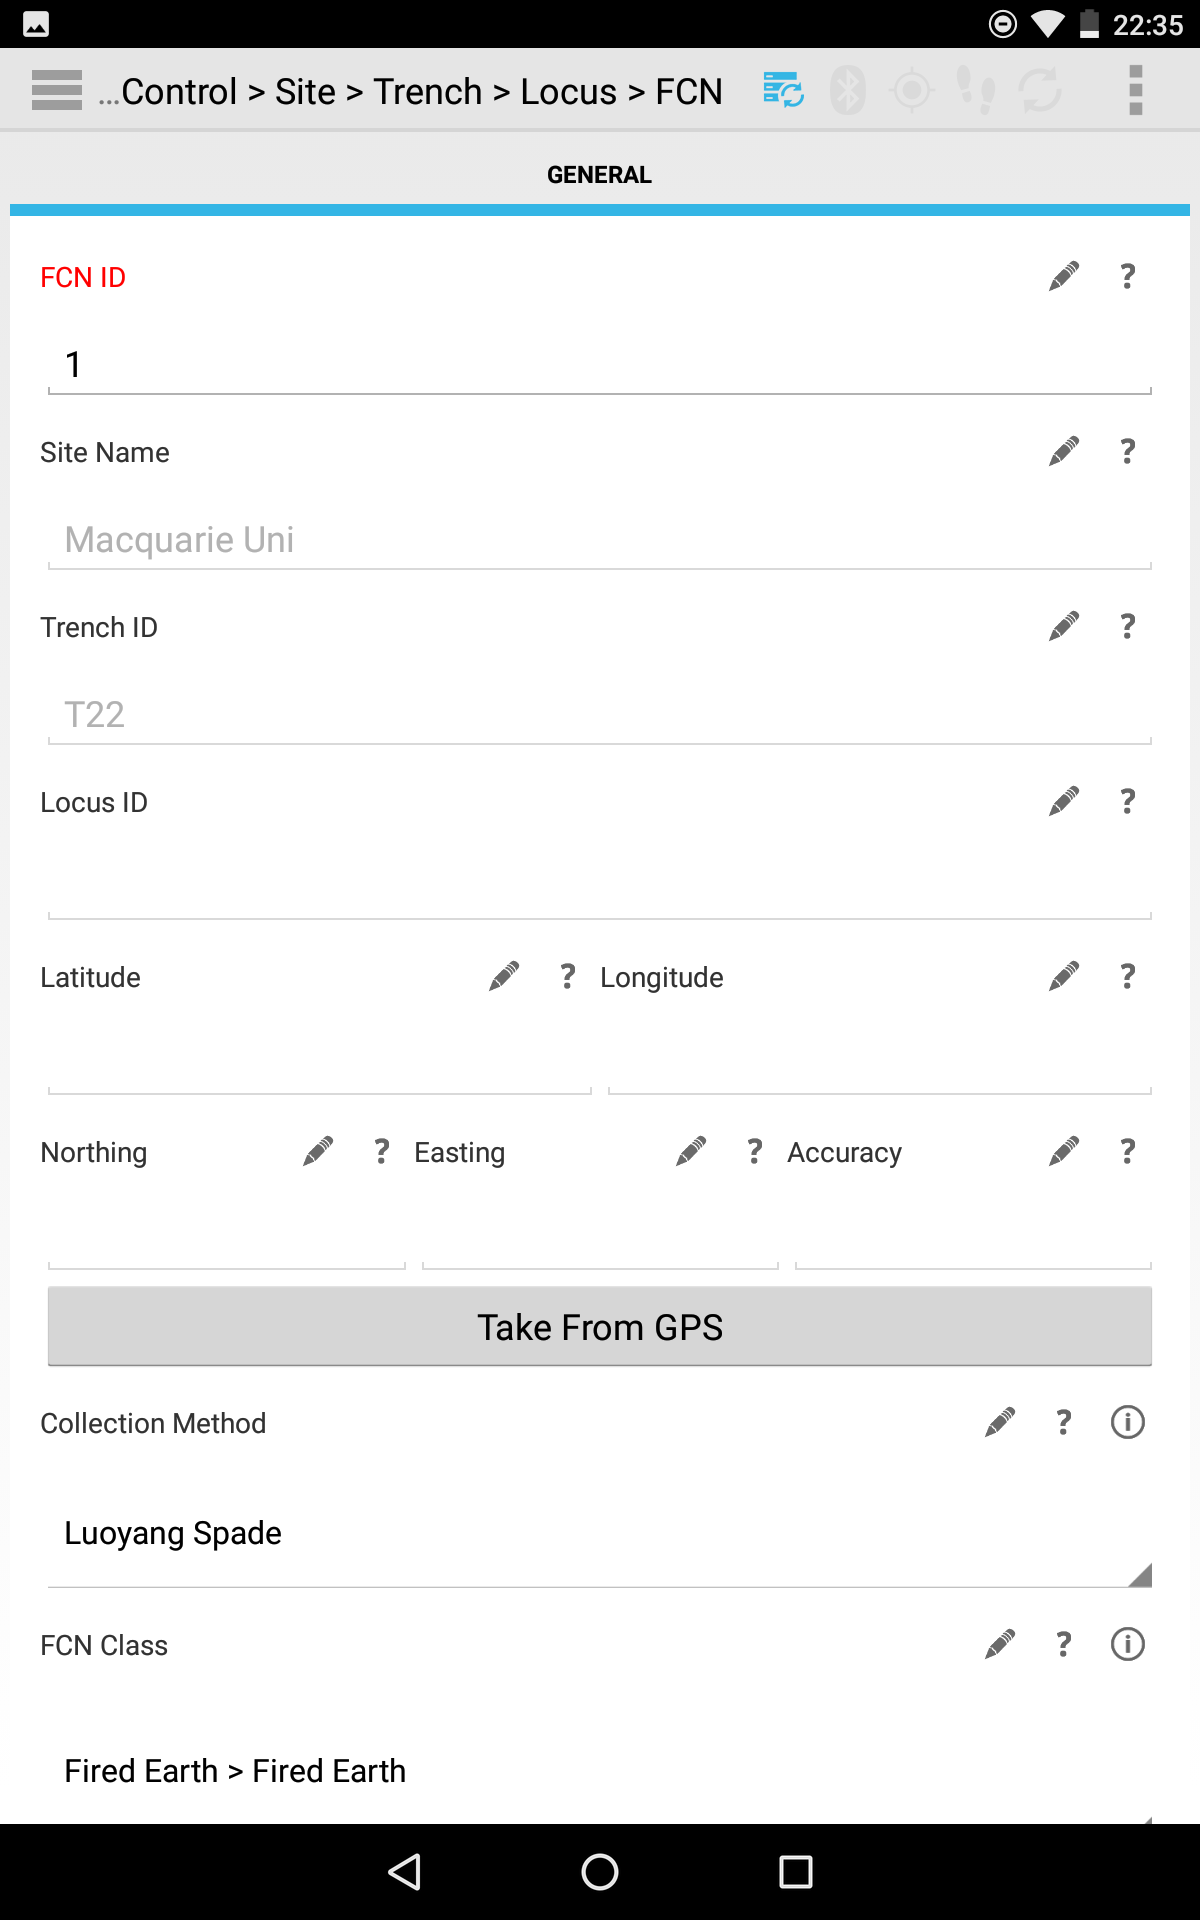 22:35
...Control > Site > Trench > Locus > FCN
GENERAL
FCN ID ?
1
Site Name ?
Macquarie Uni
Trench ID ?
T22
Locus ID ?
Latitude ? Longitude ?
Northing ? Easting ? Accuracy ?
Take From GPS
Collection Method ?
Luoyang Spade
FCN Class ?
Fired Earth > Fired Earth